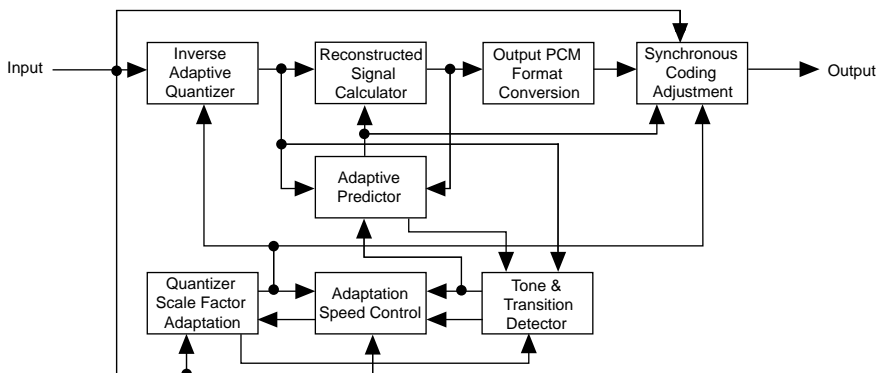 Input
Inverse
Adaptive
Quantizer
Reconstructed
Signal
Calculator
Output PCM
Format
Conversion
Synchronous
Coding
Adjustment
Output
Adaptive
Predictor
Quantizer
Scale Factor
Adaptation
Adaptation
Speed Control
Tone &
Transition
Detector